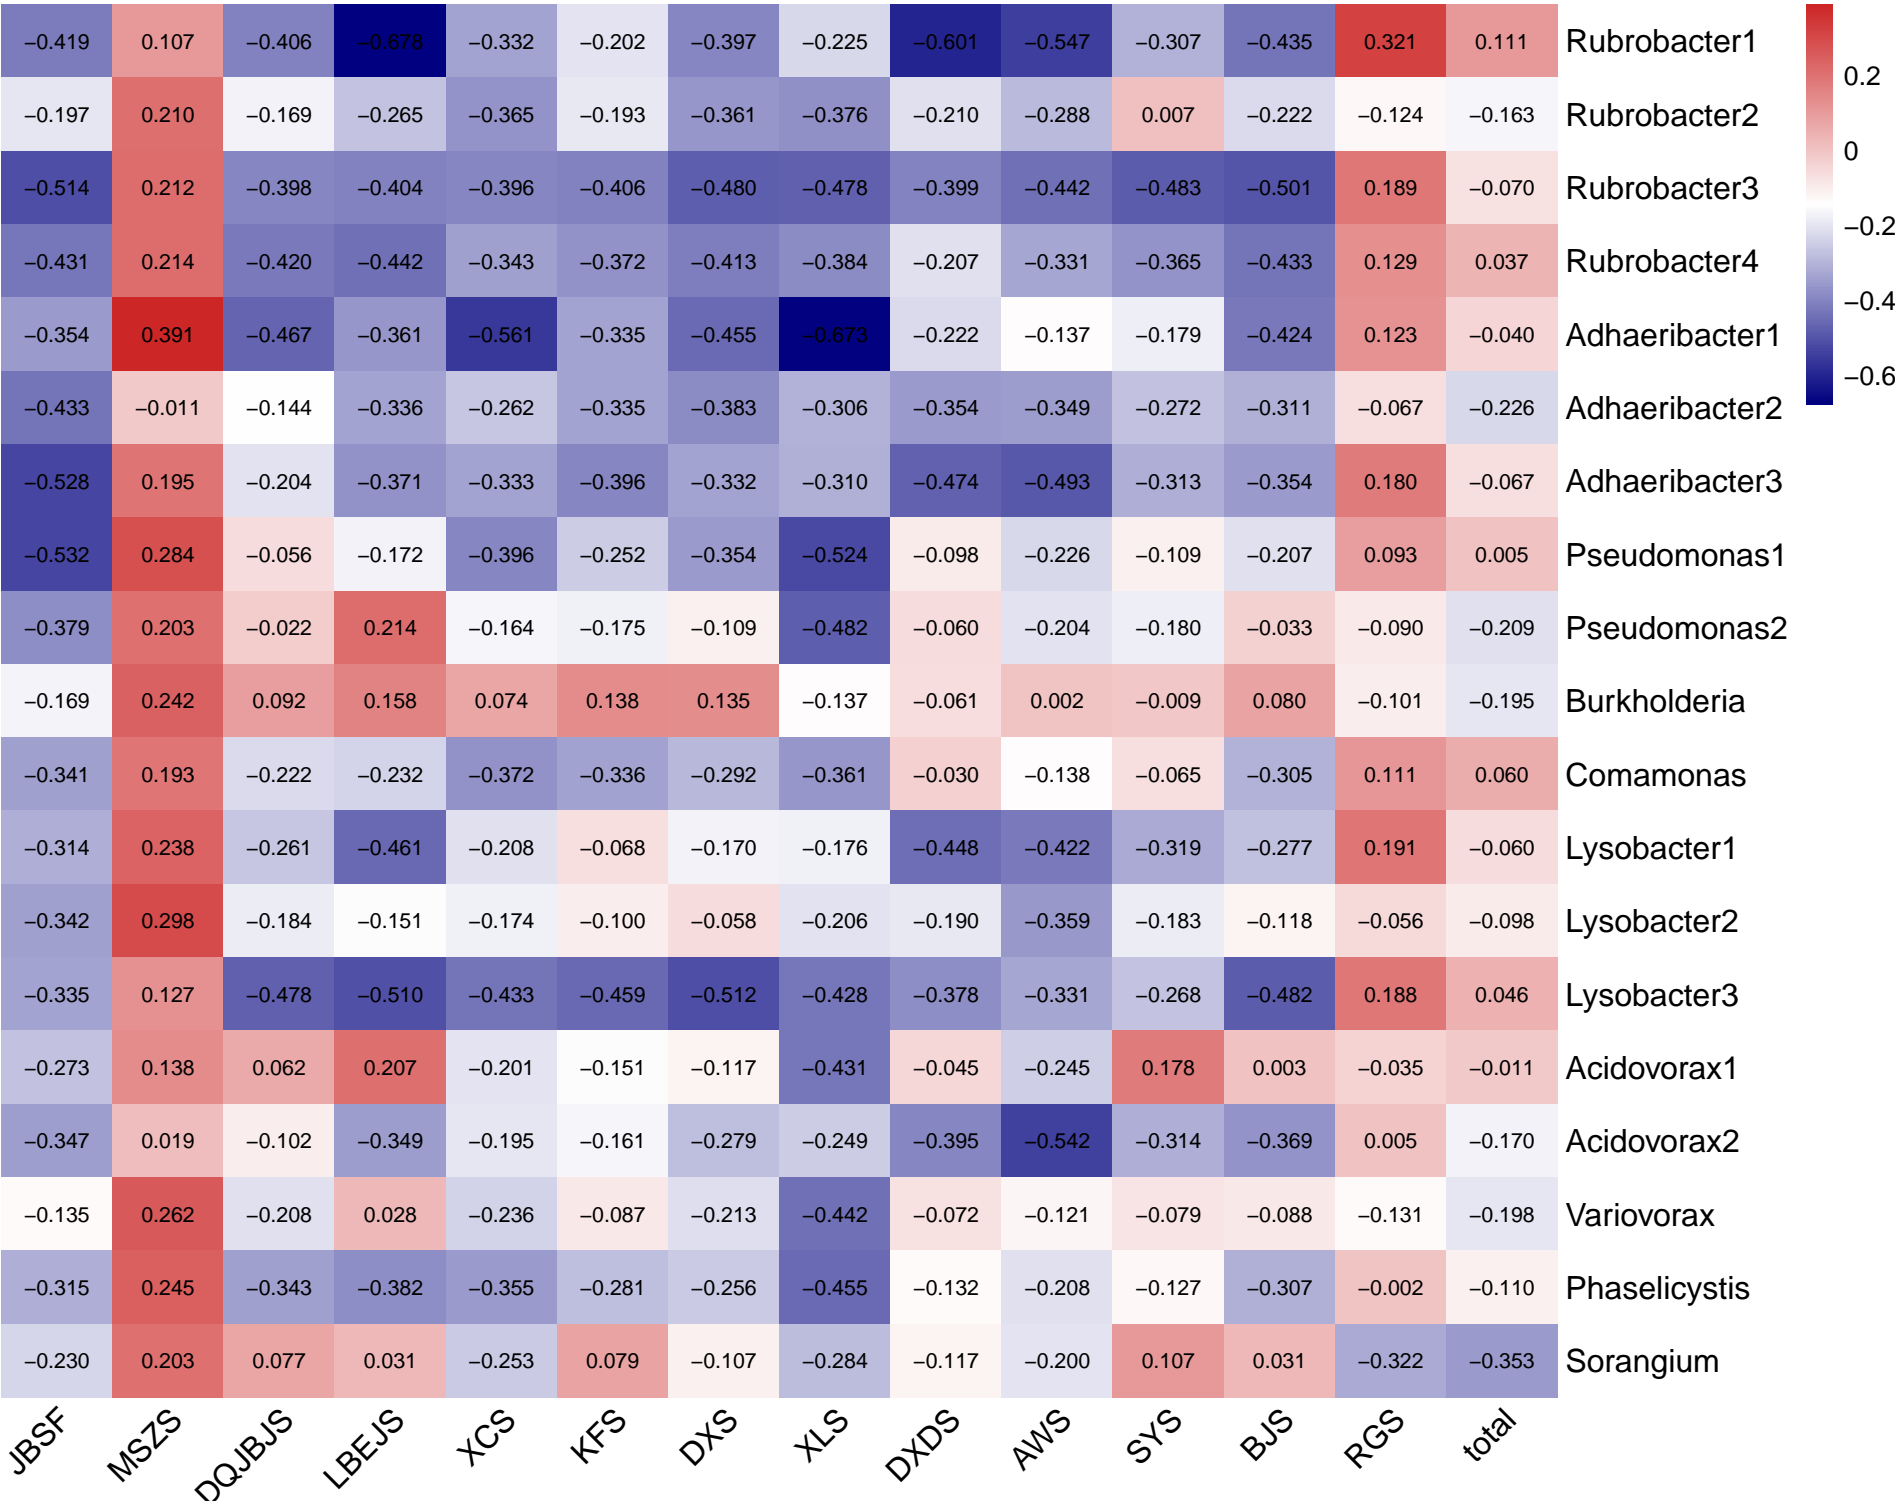 −0.419 0.107 −0.406 −0.678 −0.332 −0.202 −0.397 −0.225 −0.601 −0.547 −0.307 −0.435 0.321 0.111 Rubrobacter1
−0.197 0.210 −0.169 −0.265 −0.365 −0.193 −0.361 −0.376 −0.210 −0.288 0.007 −0.222 −0.124 −0.163 Rubrobacter2
−0.514 0.212 −0.398 −0.404 −0.396 −0.406 −0.480 −0.478 −0.399 −0.442 −0.483 −0.501 0.189 −0.070 Rubrobacter3
−0.431 0.214 −0.420 −0.442 −0.343 −0.372 −0.413 −0.384 −0.207 −0.331 −0.365 −0.433 0.129 0.037 Rubrobacter4
−0.354 0.391 −0.467 −0.361 −0.561 −0.335 −0.455 −0.673 −0.222 −0.137 −0.179 −0.424 0.123 −0.040 Adhaeribacter1
−0.433 −0.011 −0.144 −0.336 −0.262 −0.335 −0.383 −0.306 −0.354 −0.349 −0.272 −0.311 −0.067 −0.226 Adhaeribacter2
−0.528 0.195 −0.204 −0.371 −0.333 −0.396 −0.332 −0.310 −0.474 −0.493 −0.313 −0.354 0.180 −0.067 Adhaeribacter3
−0.532 0.284 −0.056 −0.172 −0.396 −0.252 −0.354 −0.524 −0.098 −0.226 −0.109 −0.207 0.093 0.005 Pseudomonas1
−0.379 0.203 −0.022 0.214 −0.164 −0.175 −0.109 −0.482 −0.060 −0.204 −0.180 −0.033 −0.090 −0.209 Pseudomonas2
−0.169 0.242 0.092 0.158 0.074 0.138 0.135 −0.137 −0.061 0.002 −0.009 0.080 −0.101 −0.195 Burkholderia
−0.341 0.193 −0.222 −0.232 −0.372 −0.336 −0.292 −0.361 −0.030 −0.138 −0.065 −0.305 0.111 0.060 Comamonas
−0.314 0.238 −0.261 −0.461 −0.208 −0.068 −0.170 −0.176 −0.448 −0.422 −0.319 −0.277 0.191 −0.060 Lysobacter1
−0.342 0.298 −0.184 −0.151 −0.174 −0.100 −0.058 −0.206 −0.190 −0.359 −0.183 −0.118 −0.056 −0.098 Lysobacter2
−0.335 0.127 −0.478 −0.510 −0.433 −0.459 −0.512 −0.428 −0.378 −0.331 −0.268 −0.482 0.188 0.046 Lysobacter3
−0.273 0.138 0.062 0.207 −0.201 −0.151 −0.117 −0.431 −0.045 −0.245 0.178 0.003 −0.035 −0.011 Acidovorax1
−0.347 0.019 −0.102 −0.349 −0.195 −0.161 −0.279 −0.249 −0.395 −0.542 −0.314 −0.369 0.005 −0.170 Acidovorax2
−0.135 0.262 −0.208 0.028 −0.236 −0.087 −0.213 −0.442 −0.072 −0.121 −0.079 −0.088 −0.131 −0.198 Variovorax
−0.315 0.245 −0.343 −0.382 −0.355 −0.281 −0.256 −0.455 −0.132 −0.208 −0.127 −0.307 −0.002 −0.110 Phaselicystis
−0.230 0.203 0.077 0.031 −0.253 0.079 −0.107 −0.284 −0.117 −0.200 0.107 0.031 −0.322 −0.353 Sorangium
JBSF MSZS DQJBJS LBEJS XCS KFS DXS XLS DXDS AWS SYS BJS RGS total
0.2
0
−0.2
−0.4
−0.6